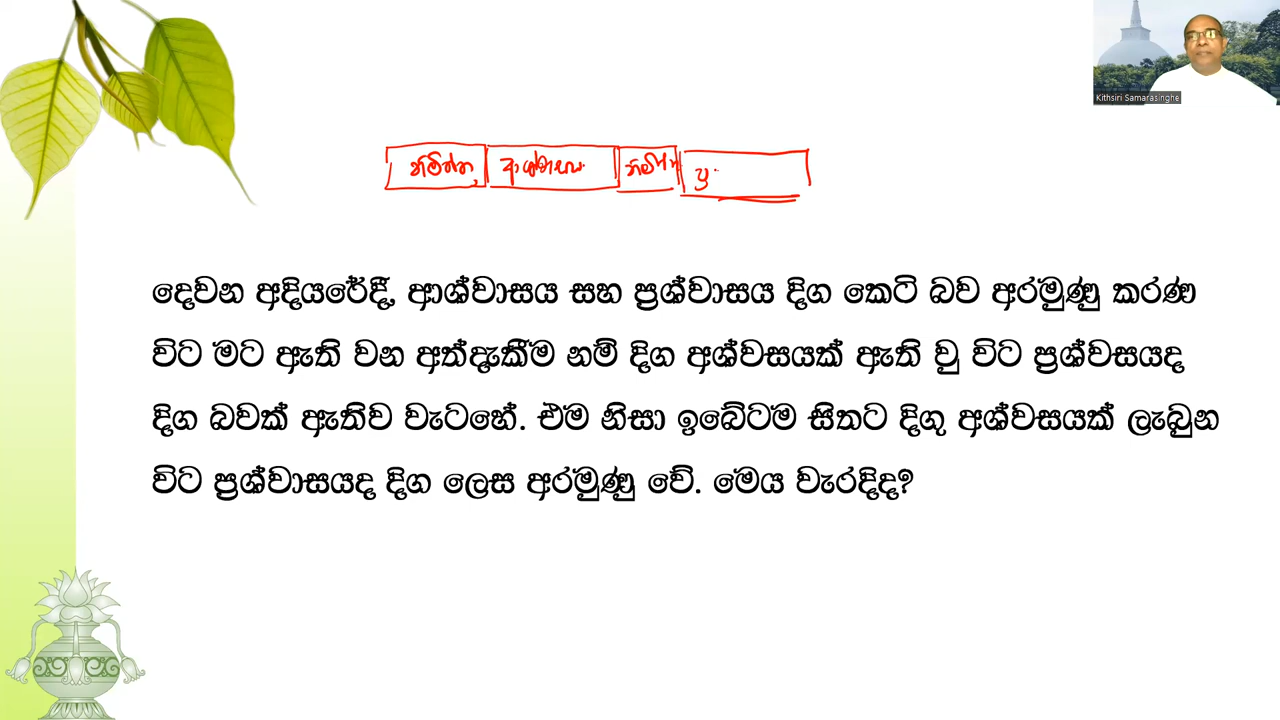 Kithsiri Samarasinghe
නිමිත්ත ආශ්වාසය නිමිත්ත ප්‍ර
දෙවන අදියරේදී, ආශ්වාසය සහ ප්‍රශ්වාසය දිග කෙටි බව අරමුණු කරණ
විට මට ඇති වන අත්දැකීම නම් දිග අශ්වසයක් ඇති වු විට ප්‍රශ්වසයද
දිග බවක් ඇතිව වැටහේ. එම නිසා ඉබේටම සිතට දිගු අශ්වසයක් ලැබුන
විට ප්‍රශ්වාසයද දිග ලෙස අරමුණු වේ. මෙය වැරදිද?